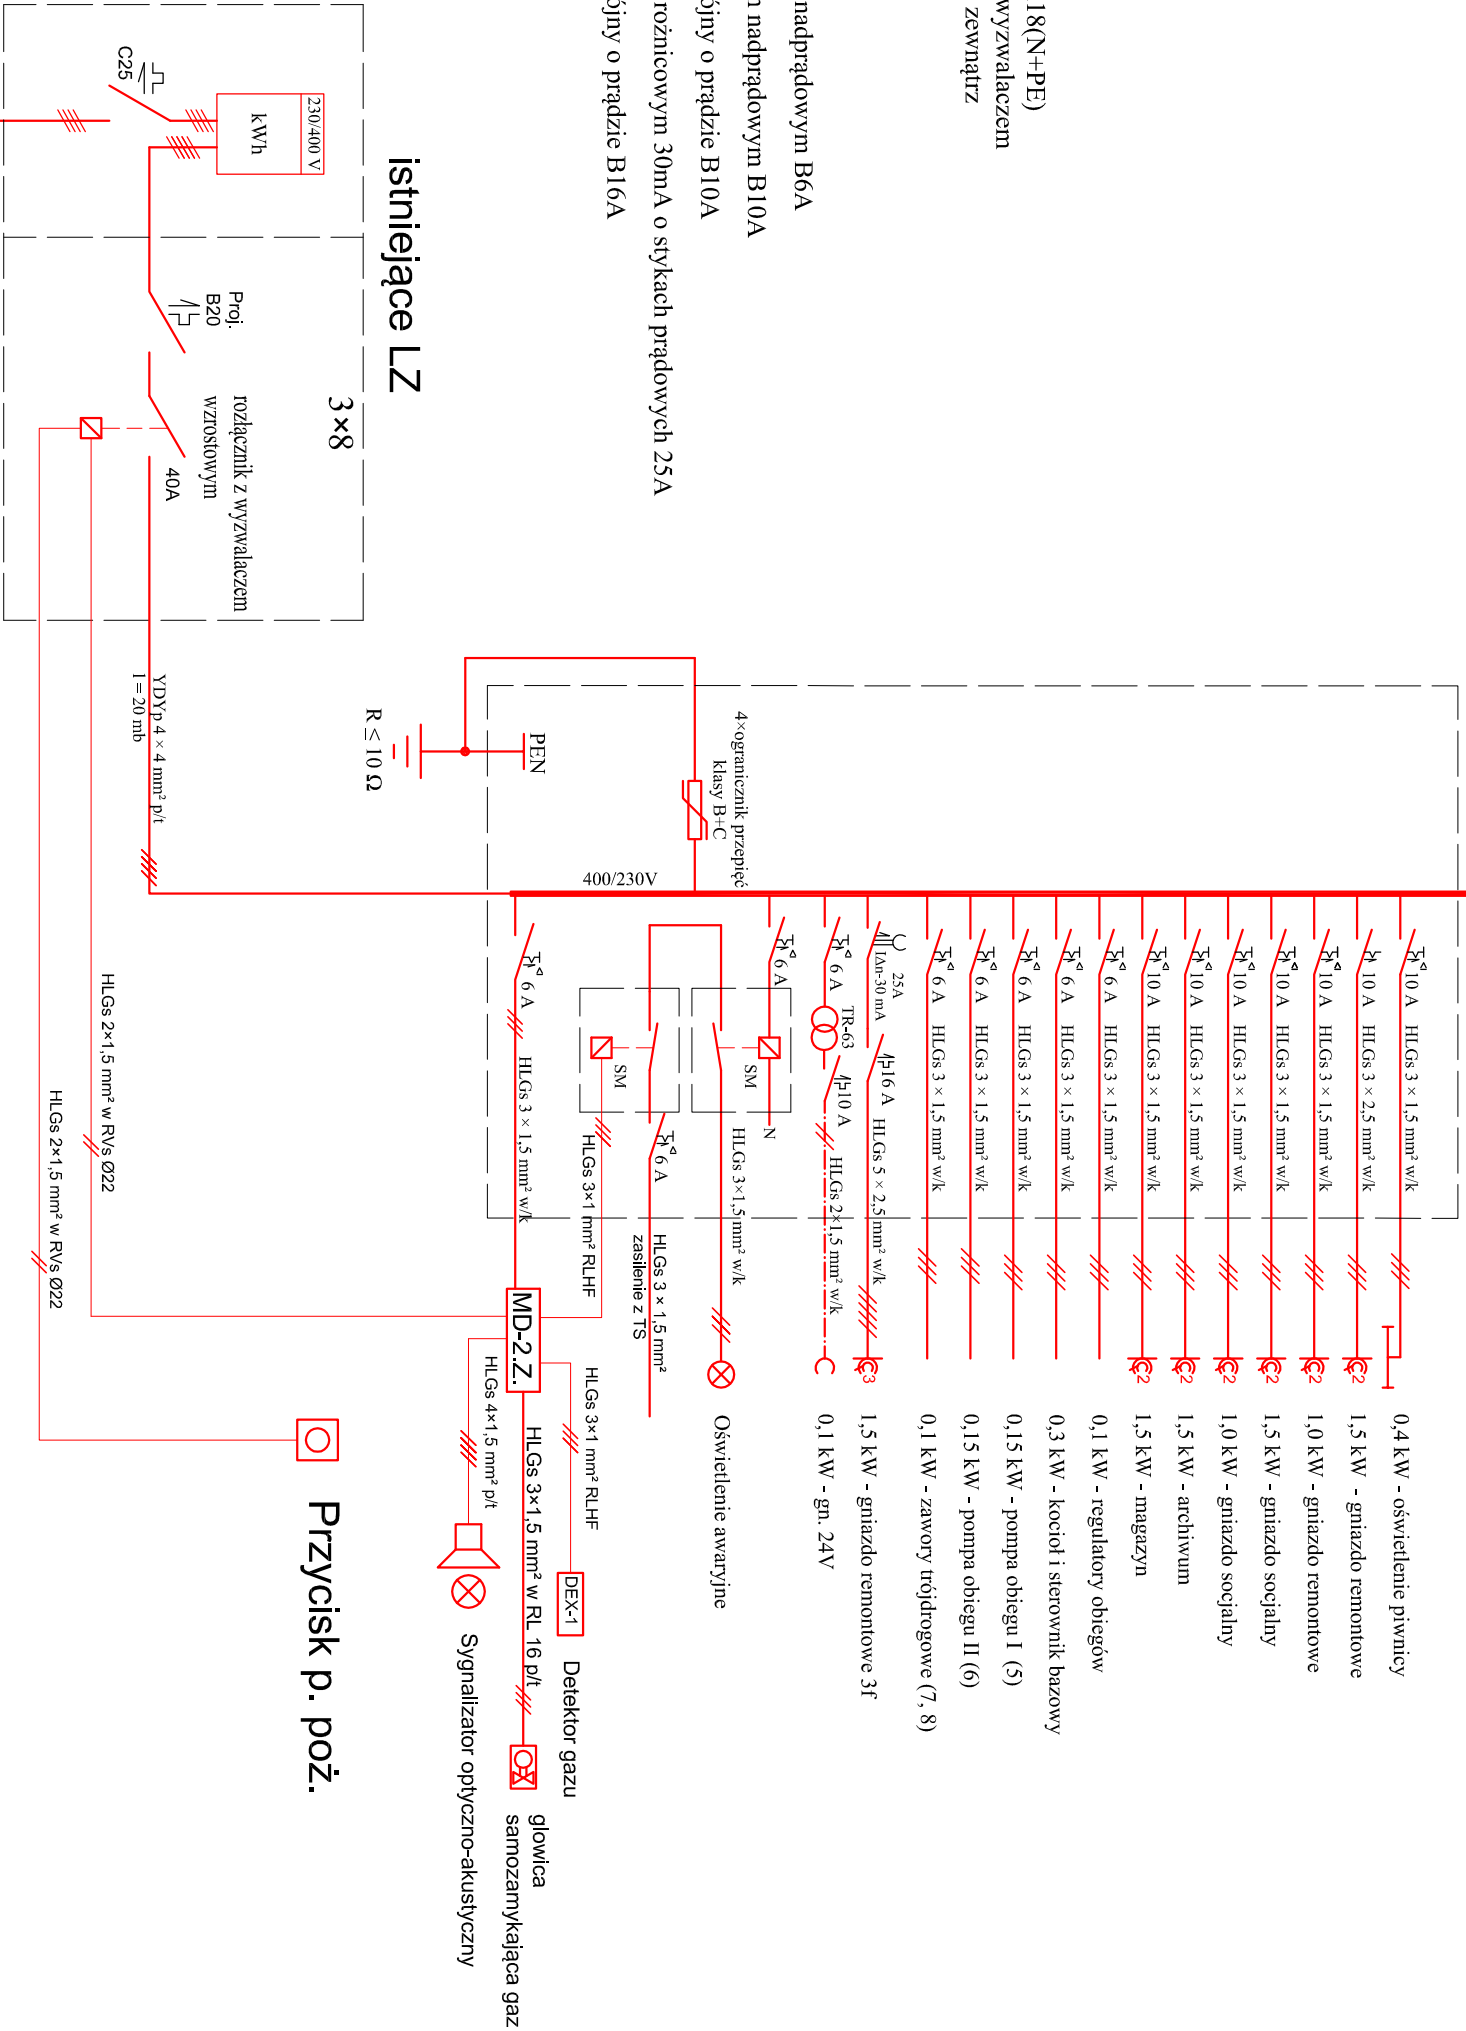 18(N+PE)
wyzwalaczem
zewnątrz
nadprądowym B6A
nadprądowym B10A
o prądzie B10A
rożnicowym 30mA o stykach prądowych 25A
o prądzie B16A
istniejące LZ
3×8
230/400 V
kWh
C25
Proj.
B20
rozłącznik z wyzwalaczem
wzrostowym
40A
YDYp 4 × 4 mm² p/t
l = 20 mb
HLGs 2×1,5 mm² w RVs Ø22
HLGs 2×1,5 mm² w RVs Ø22
4×ogranicznik przepięć
klasy B+C
PEN
R ≤ 10 Ω
400/230V
10 A HLGs 3 × 1,5 mm² w/k 0,4 kW - oświetlenie piwnicy
10 A HLGs 3 × 2,5 mm² w/k 2 1,5 kW - gniazdo remontowe
10 A HLGs 3 × 1,5 mm² w/k 2 1,0 kW - gniazdo remontowe
10 A HLGs 3 × 1,5 mm² w/k 2 1,5 kW - gniazdo socjalny
10 A HLGs 3 × 1,5 mm² w/k 2 1,0 kW - gniazdo socjalny
10 A HLGs 3 × 1,5 mm² w/k 2 1,5 kW - archiwum
10 A HLGs 3 × 1,5 mm² w/k 2 1,5 kW - magazyn
6 A HLGs 3 × 1,5 mm² w/k 0,1 kW - regulatory obiegów
6 A HLGs 3 × 1,5 mm² w/k 0,3 kW - kocioł i sterownik bazowy
6 A HLGs 3 × 1,5 mm² w/k 0,15 kW - pompa obiegu I (5)
6 A HLGs 3 × 1,5 mm² w/k 0,15 kW - pompa obiegu II (6)
6 A HLGs 3 × 1,5 mm² w/k 0,1 kW - zawory trójdrogowe (7, 8)
25A
IΔn-30 mA
16 A HLGs 5 × 2,5 mm² w/k 3 1,5 kW - gniazdo remontowe 3f
6 A TR-63 10 A HLGs 2×1,5 mm² w/k 0,1 kW - gn. 24V
6 A
N
SM
HLGs 3×1,5 mm² w/k Oświetlenie awaryjne
SM
6 A
HLGs 3 × 1,5 mm²
zasilenie z TS
HLGs 3×1 mm² RLHF
6 A HLGs 3 × 1,5 mm² w/k
MD-2.Z.
HLGs 3×1 mm² RLHF
DEX-1
Detektor gazu
HLGs 3×1,5 mm² w RL 16 p/t
głowica
samozamykająca gaz
HLGs 4×1,5 mm² p/t
Sygnalizator optyczno-akustyczny
Przycisk p. poż.